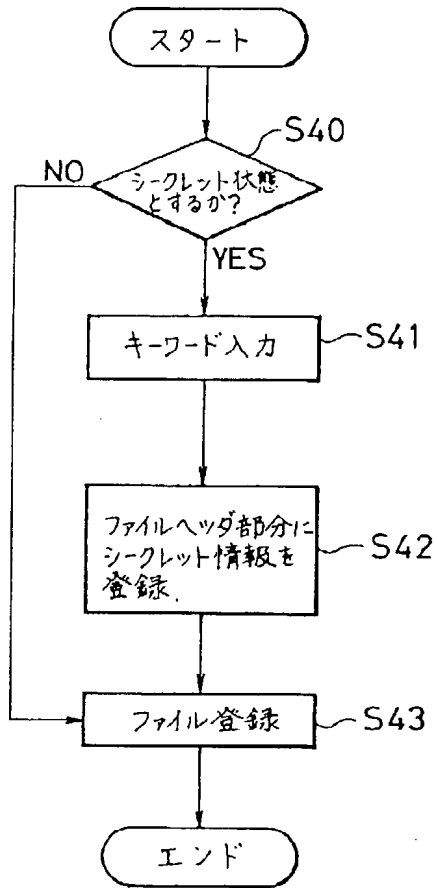 スタート
S40
シークレット状態
とするか?
NO
YES
キーワード入力
S41
ファイルヘッダ部分に
シークレット情報を
登録.
S42
ファイル登録
S43
エンド